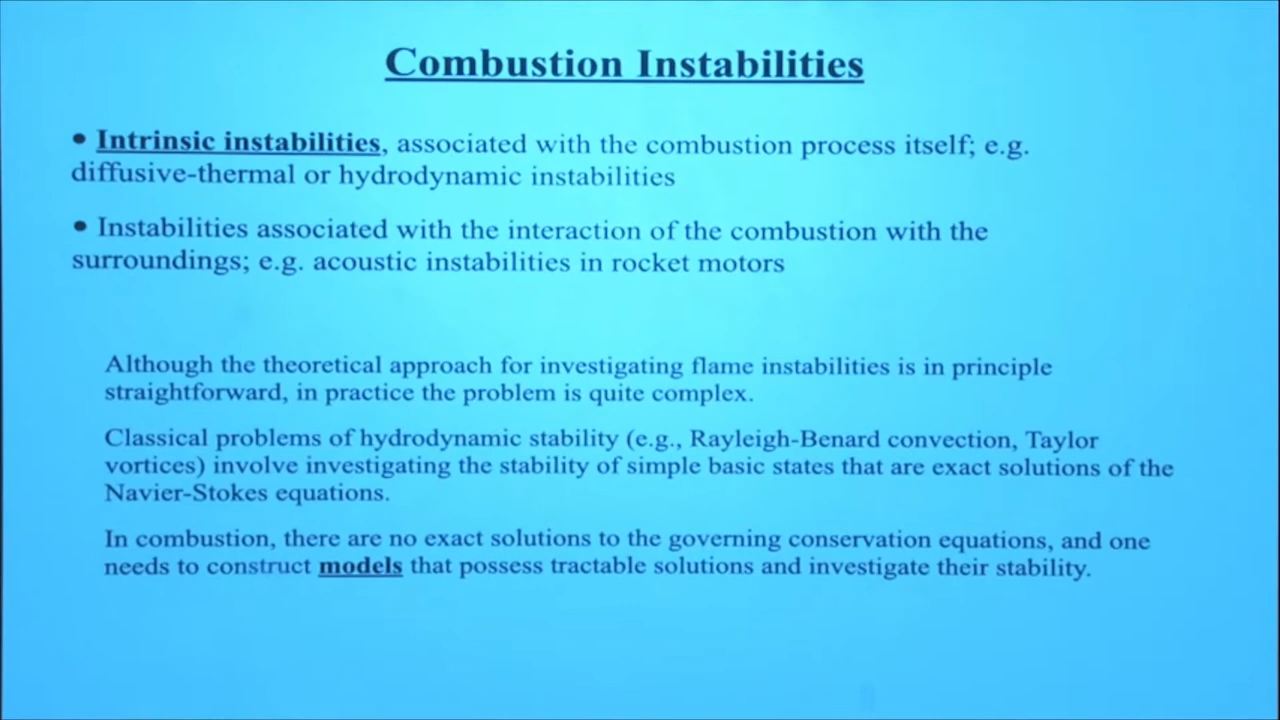 Combustion Instabilities
• Intrinsic instabilities, associated with the combustion process itself; e.g.
diffusive-thermal or hydrodynamic instabilities
• Instabilities associated with the interaction of the combustion with the
surroundings; e.g. acoustic instabilities in rocket motors
Although the theoretical approach for investigating flame instabilities is in principle
straightforward, in practice the problem is quite complex.
Classical problems of hydrodynamic stability (e.g., Rayleigh-Benard convection, Taylor
vortices) involve investigating the stability of simple basic states that are exact solutions of the
Navier-Stokes equations.
In combustion, there are no exact solutions to the governing conservation equations, and one
needs to construct models that possess tractable solutions and investigate their stability.